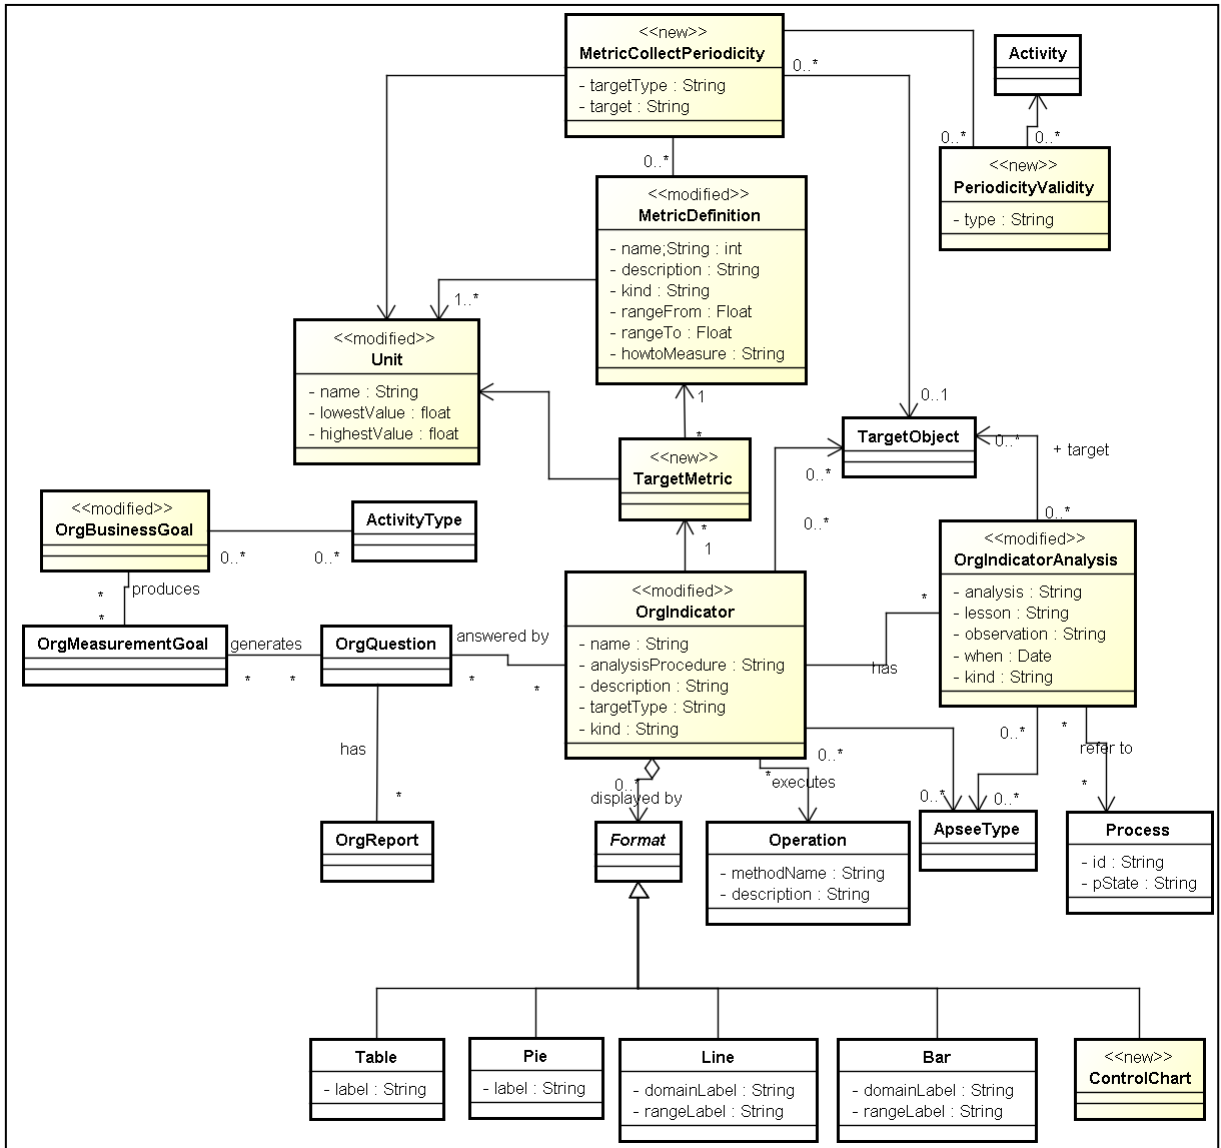 <<new>>
MetricCollectPeriodicity
- targetType : String
- target : String
0..*
Activity
0..*
0..*
<<new>>
PeriodicityValidity
- type : String
0..*
<<modified>>
MetricDefinition
- name;String : int
- description : String
- kind : String
- rangeFrom : Float
- rangeTo : Float
- howtoMeasure : String
1..*
<<modified>>
Unit
- name : String
- lowestValue : float
- highestValue : float
1
*
0..1
TargetObject
0..*
+ target
0..*
<<new>>
TargetMetric
0..*
0..*
*
1
<<modified>>
OrgBusinessGoal
ActivityType
0..*
0..*
produces
*
*
<<modified>>
OrgIndicatorAnalysis
- analysis : String
- lesson : String
- observation : String
- when : Date
- kind : String
<<modified>>
OrgIndicator
- name : String
- analysisProcedure : String
- description : String
- targetType : String
- kind : String
*
has
OrgMeasurementGoal
generates
*
*
OrgQuestion
answered by
*
*
has
*
OrgReport
0..*
displayed by
*
executes
0..*
0..*
0..*
0..*
*
refer to
*
Format
Operation
- methodName : String
- description : String
ApseeType
Process
- id : String
- pState : String
Table
- label : String
Pie
- label : String
Line
- domainLabel : String
- rangeLabel : String
Bar
- domainLabel : String
- rangeLabel : String
<<new>>
ControlChart